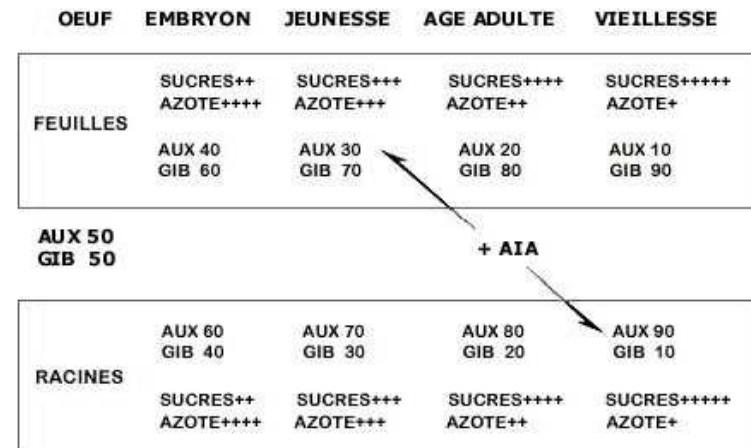 OEUF EMBRYON JEUNESSE AGE ADULTE VIEILLESSE
SUCRES++ SUCRES+++ SUCRES++++ SUCRES+++++
AZOTE++++ AZOTE+++ AZOTE++ AZOTE+
FEUILLES
AUX 40 AUX 30 AUX 20 AUX 10
GIB 60 GIB 70 GIB 80 GIB 90
AUX 50
GIB 50
+ AIA
AUX 60 AUX 70 AUX 80 AUX 90
GIB 40 GIB 30 GIB 20 GIB 10
RACINES
SUCRES++ SUCRES+++ SUCRES++++ SUCRES+++++
AZOTE++++ AZOTE+++ AZOTE++ AZOTE+